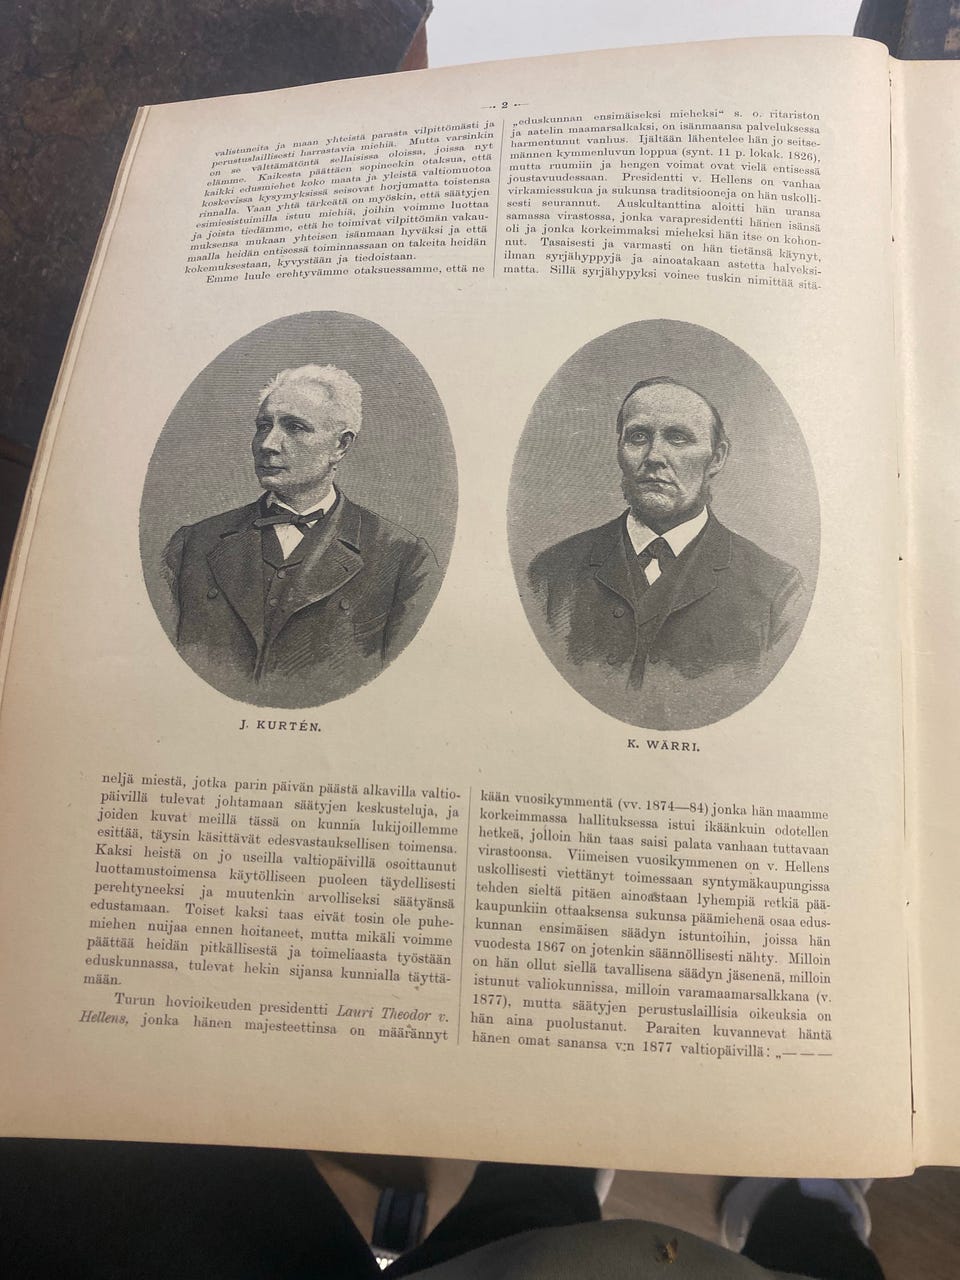 — 2 —
valistuneita ja maan yhteistä parasta vilpittömästi ja
perustuslaillisesti harrastavia miehiä. Mutta varsinkin
on se välttämätöntä sellaisissa oloissa, joissa nyt
elämme. Kaikesta päättäen sopineekin otaksua, että
kaikki edusmiehet koko maata ja yleistä valtiomuotoa
koskevissa kysymyksissä seisovat horjumatta toistensa
rinnalla. Vaan yhtä tärkeätä on myöskin, että säätyjen
esimiesistuimilla istuu miehiä, joihin voimme luottaa
ja joista tiedämme, että he toimivat vilpittömän vakau-
muksensa mukaan yhteisen isänmaan hyväksi ja että
maalla heidän entisessä toiminnassaan on takeita heidän
kokemuksestaan, kyvystään ja tiedoistaan.
Emme luule erehtyvämme otaksuessamme, että ne
neljä miestä, jotka parin päivän päästä alkavilla valtio-
päivillä tulevat johtamaan säätyjen keskusteluja, ja
joiden kuvat meillä tässä on kunnia lukijoillemme
esittää, täysin käsittävät edesvastauksellisen toimensa.
Kaksi heistä on jo useilla valtiopäivillä osoittaunut
luottamustoimensa käytölliseen puoleen täydellisesti
perehtyneeksi ja muutenkin arvolliseksi säätyänsä
edustamaan. Toiset kaksi taas eivät tosin ole puhe-
miehen nuijaa ennen hoitaneet, mutta mikäli voimme
päättää heidän pitkällisestä ja toimeliaasta työstään
eduskunnassa, tulevat hekin sijansa kunnialla täyttä-
mään.
Turun hovioikeuden presidentti Lauri Theodor v.
Hellens, jonka hänen majesteettinsa on määrännyt
„eduskunnan ensimäiseksi mieheksi“ s. o. ritariston
ja aatelin maamarsalkaksi, on isänmaansa palveluksessa
harmentunut vanhus. Ijältään lähentelee hän jo seitse-
männen kymmenluvun loppua (synt. 11 p. lokak. 1826),
mutta ruumiin ja hengen voimat ovat vielä entisessä
joustavuudessaan. Presidentti v. Hellens on vanhaa
virkamiessukua ja sukunsa traditsiooneja on hän uskolli-
sesti seurannut. Auskultanttina aloitti hän uransa
samassa virastossa, jonka varapresidentti hänen isänsä
oli ja jonka korkeimmaksi mieheksi hän itse on kohon-
nut. Tasaisesti ja varmasti on hän tietänsä käynyt,
ilman syrjähyppyjä ja ainoatakaan astetta halveksi-
matta. Sillä syrjähypyksi voinee tuskin nimittää sitä-
kään vuosikymmentä (vv. 1874—84) jonka hän maamme
korkeimmassa hallituksessa istui ikäänkuin odotellen
hetkeä, jolloin hän taas saisi palata vanhaan tuttavaan
virastoonsa. Viimeisen vuosikymmenen on v. Hellens
uskollisesti viettänyt toimessaan syntymäkaupungissa
tehden sieltä pitäen ainoastaan lyhempiä retkiä pää-
kaupunkiin ottaaksensa sukunsa päämiehenä osaa edus-
kunnan ensimäisen säädyn istuntoihin, joissa hän
vuodesta 1867 on jotenkin säännöllisesti nähty. Milloin
on hän ollut siellä tavallisena säädyn jäsenenä, milloin
istunut valiokunnissa, milloin varamaamarsalkkana (v.
1877), mutta säätyjen perustuslaillisia oikeuksia on
hän aina puolustanut. Paraiten kuvannevat häntä
hänen omat sanansa v:n 1877 valtiopäivillä: „— — —
J. KURTÉN.
K. WÄRRI.